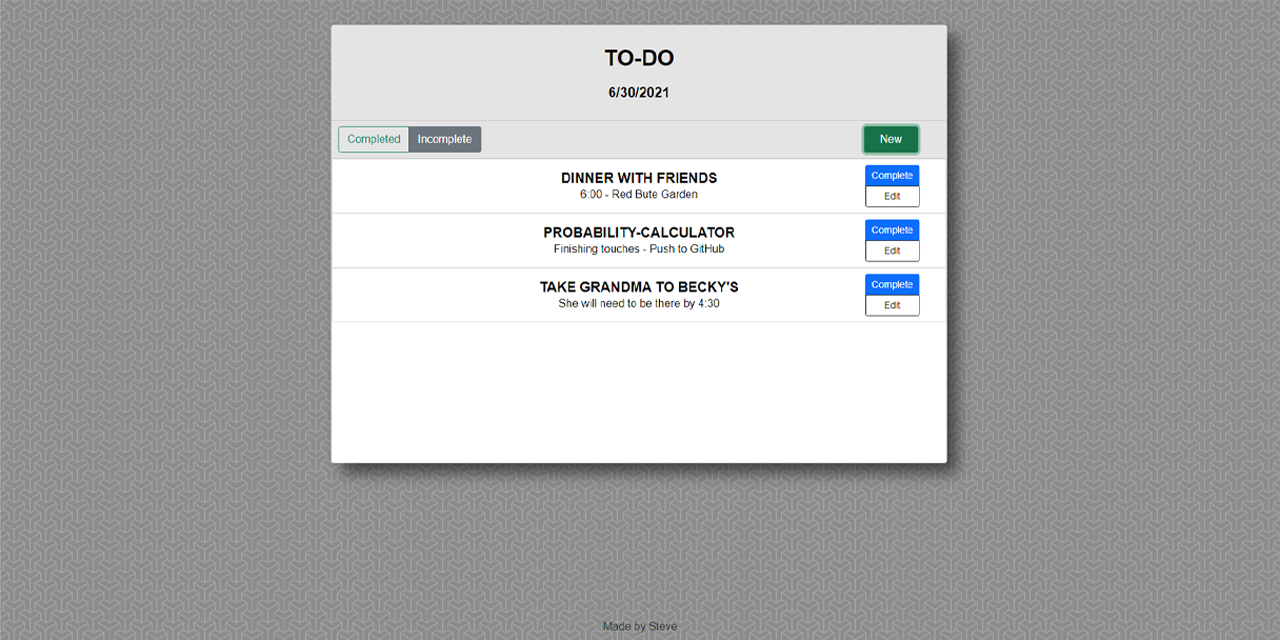 TO-DO
6/30/2021
Completed Incomplete New
DINNER WITH FRIENDS
6:00 - Red Bute Garden
Complete
Edit
PROBABILITY-CALCULATOR
Finishing touches - Push to GitHub
Complete
Edit
TAKE GRANDMA TO BECKY'S
She will need to be there by 4:30
Complete
Edit
Made by Steve